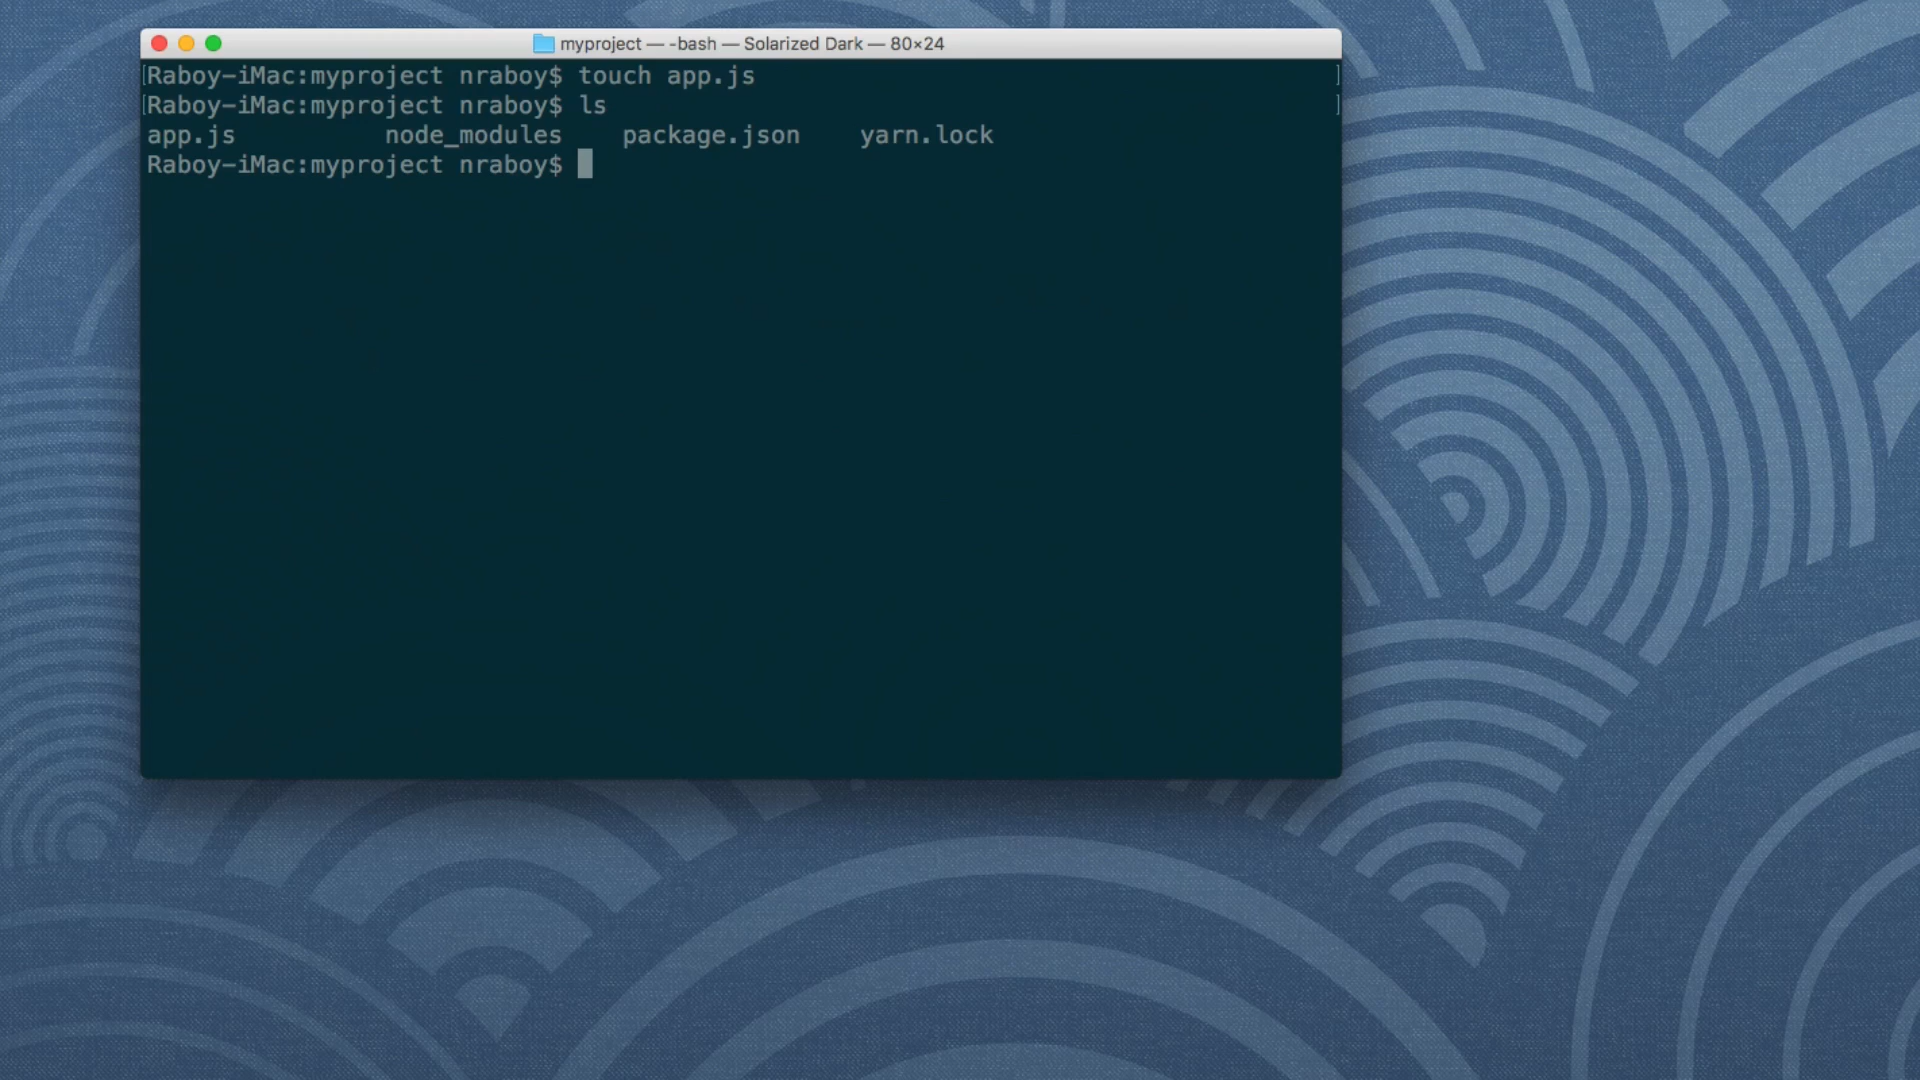 myproject — -bash — Solarized Dark — 80×24
[Raboy-iMac:myproject nraboy$ touch app.js ]
[Raboy-iMac:myproject nraboy$ ls ]
app.js node_modules package.json yarn.lock
Raboy-iMac:myproject nraboy$